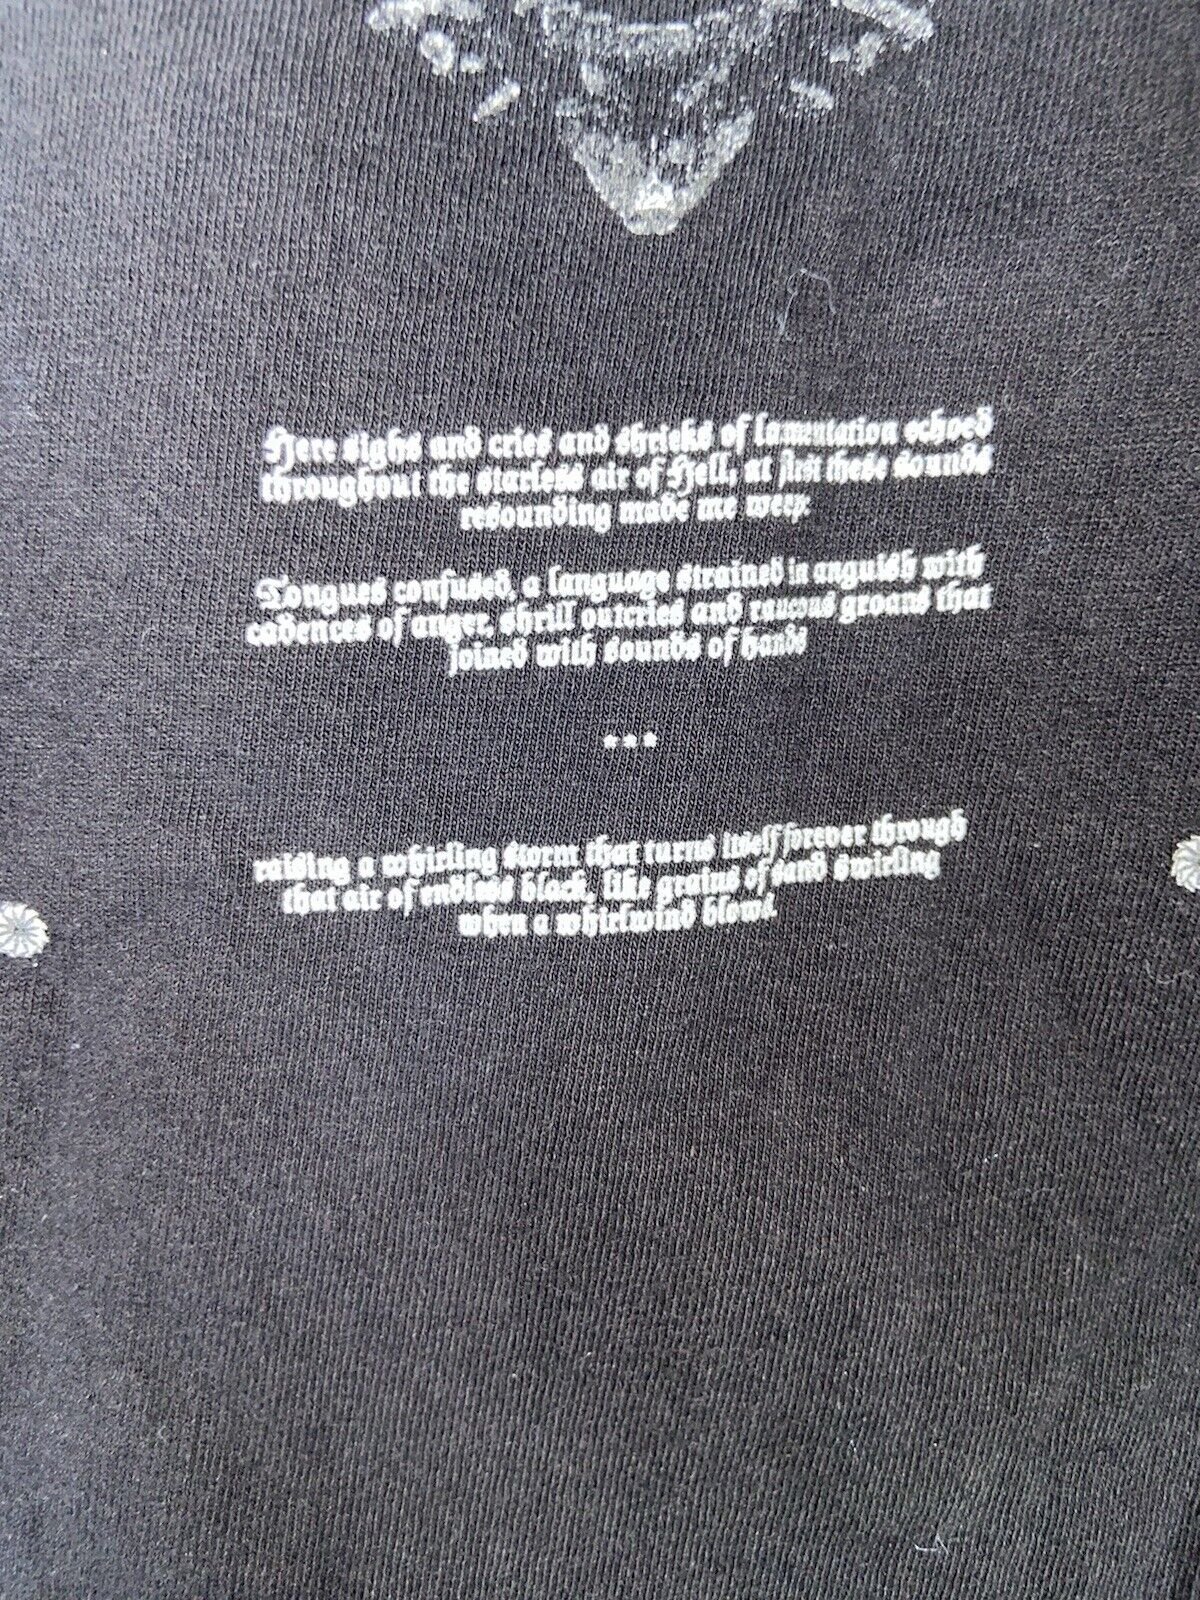 Here sighs and cries and shrieks of lamentation echoed
throughout the starless air of Hell, at first these sounds
resounding made me weep.
Tongues confused, a language strained in anguish with
cadences of anger, shrill outcries and raucous groans that
joined with sounds of hands
***
raising a whirling storm that turns itself forever through
that air of endless black, like grains of sand swirling
when a whirlwind blows.